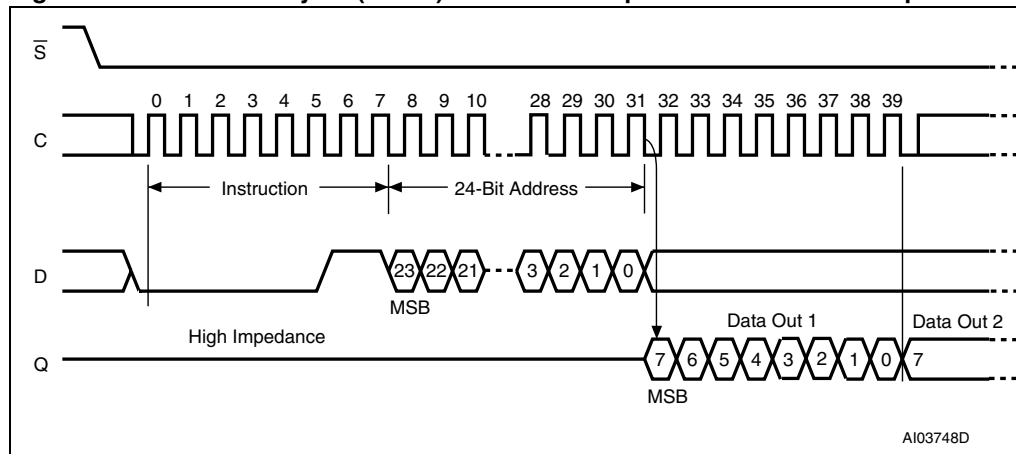 S
0 1 2 3 4 5 6 7 8 9 10 28 29 30 31 32 33 34 35 36 37 38 39
C
Instruction 24-Bit Address
D
23 22 21 3 2 1 0
MSB
High Impedance
Data Out 1 Data Out 2
Q
7 6 5 4 3 2 1 0 7
MSB
AI03748D